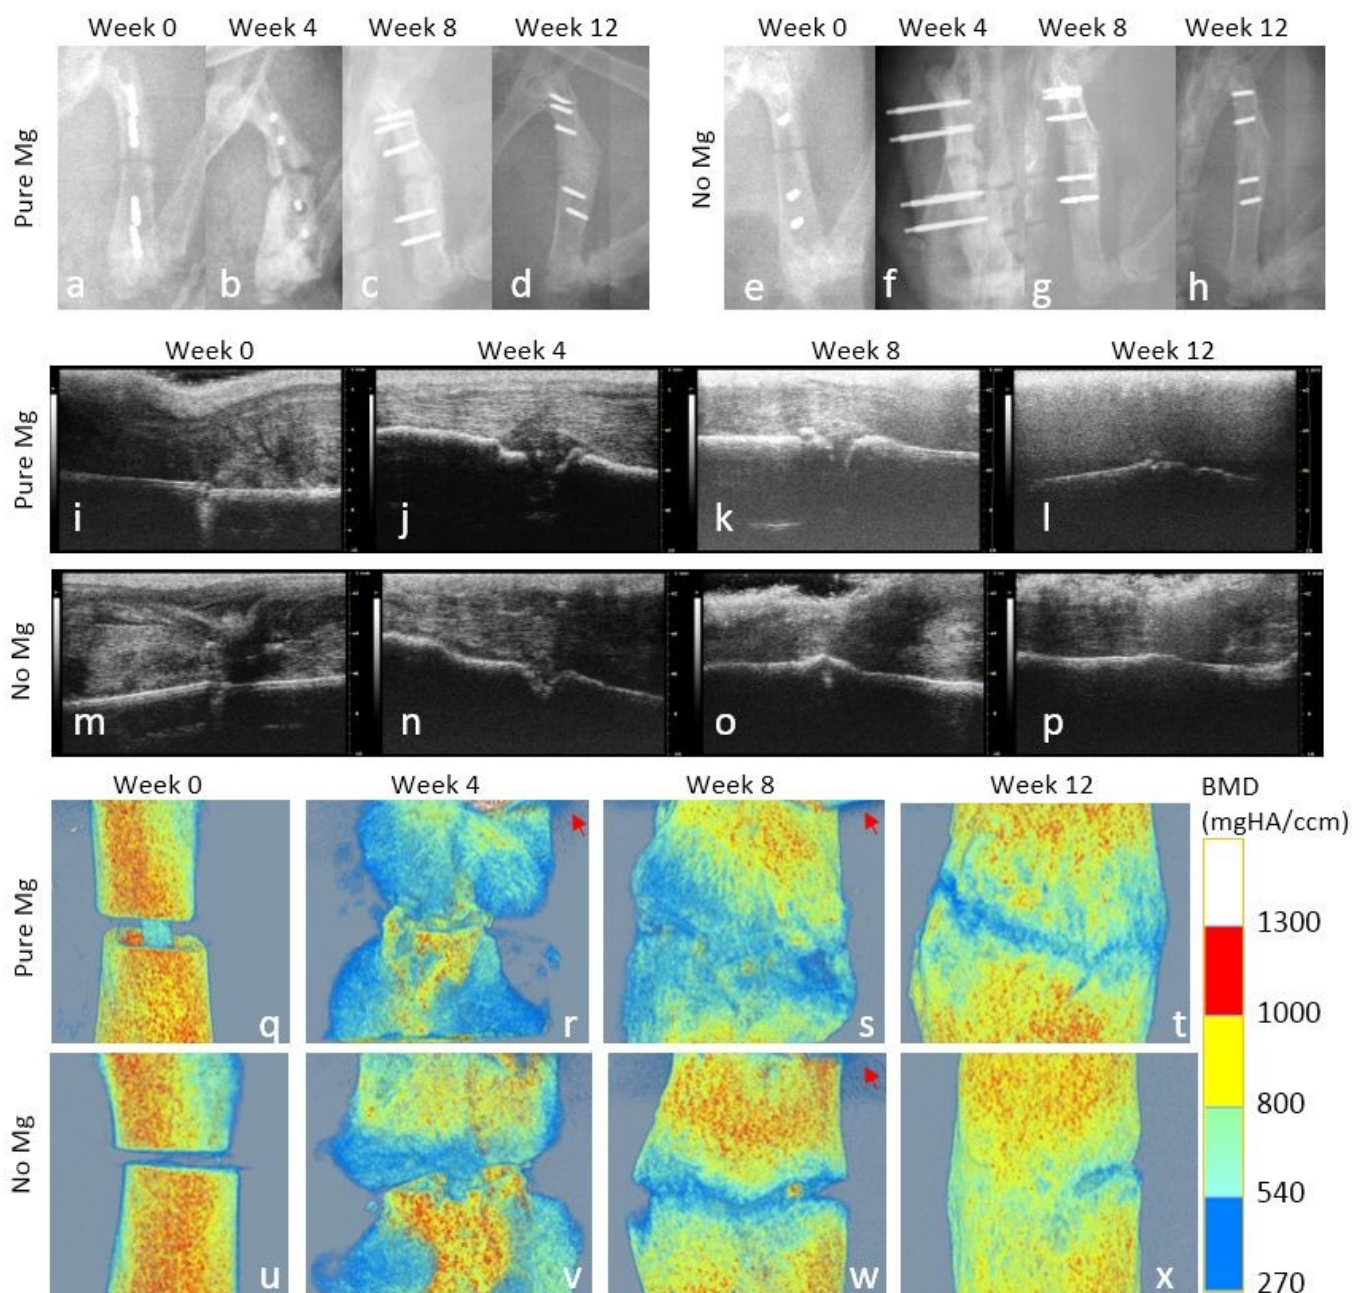 Week 0 Week 4 Week 8 Week 12 Week 0 Week 4 Week 8 Week 12
Pure Mg
a b c d
No Mg
e f g h
Week 0 Week 4 Week 8 Week 12
Pure Mg
i j k l
No Mg
m n o p
Week 0 Week 4 Week 8 Week 12 BMD
(mgHA/ccm)
Pure Mg
q r s t
No Mg
u v w x
1300
1000
800
540
270